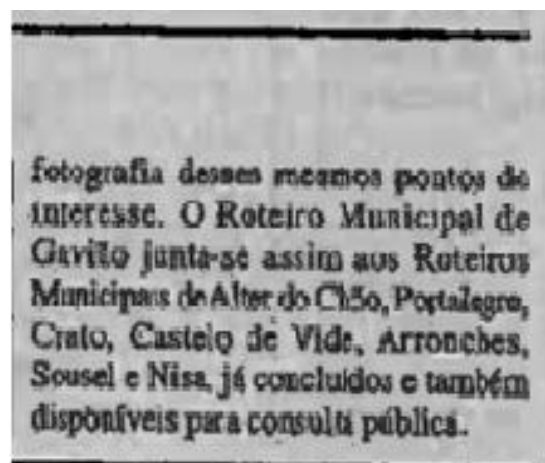 fotografia desses mesmos pontos de
interesse. O Roteiro Municipal de
Gavião junta-se assim aos Roteiros
Municipais de Alter do Chão, Portalegre,
Crato, Castelo de Vide, Arronches,
Sousel e Nisa, já concluídos e também
disponíveis para consulta pública.